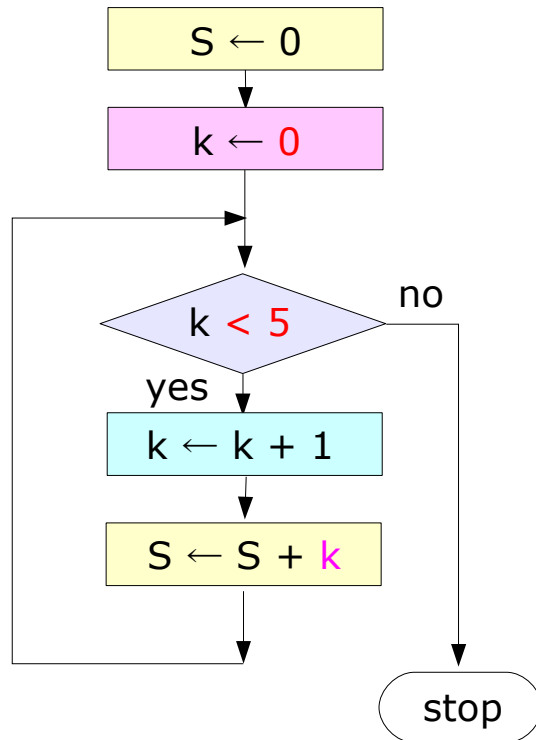 S ← 0
k ← 0
k < 5
no
yes
k ← k + 1
S ← S + k
stop